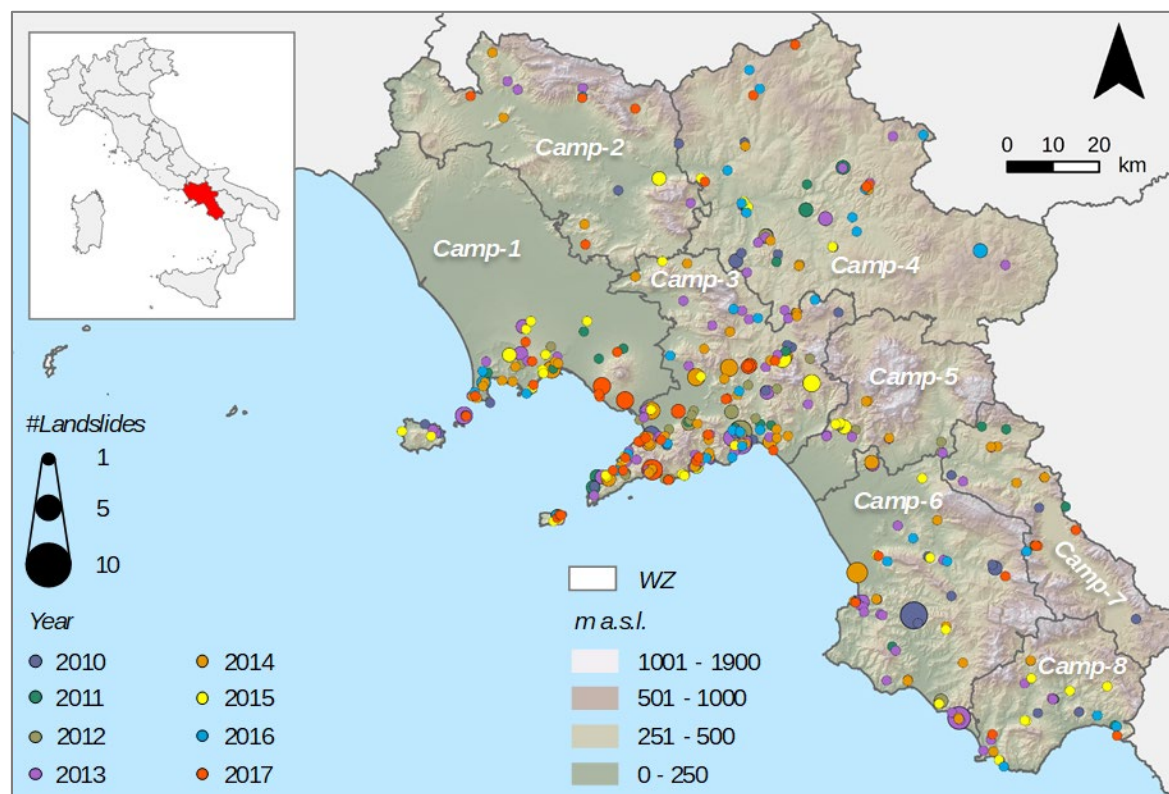 Camp-2
0 10 20
km
Camp-1
Camp-3
Camp-4
Camp-5
#Landslides
1
5
10
Camp-6
Camp-7
Camp-8
WZ
Year
2010
2011
2012
2013
2014
2015
2016
2017
m a.s.l.
1001 - 1900
501 - 1000
251 - 500
0 - 250